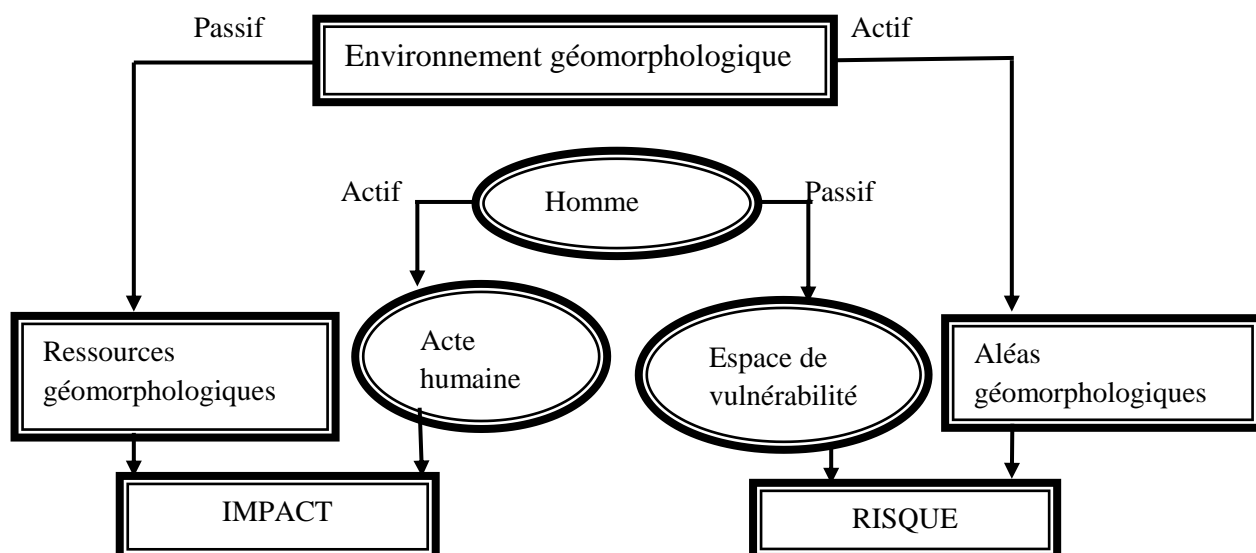 Passif
Environnement géomorphologique
Actif
Actif
Homme
Passif
Ressources
géomorphologiques
Acte
humaine
Espace de
vulnérabilité
Aléas
géomorphologiques
IMPACT
RISQUE